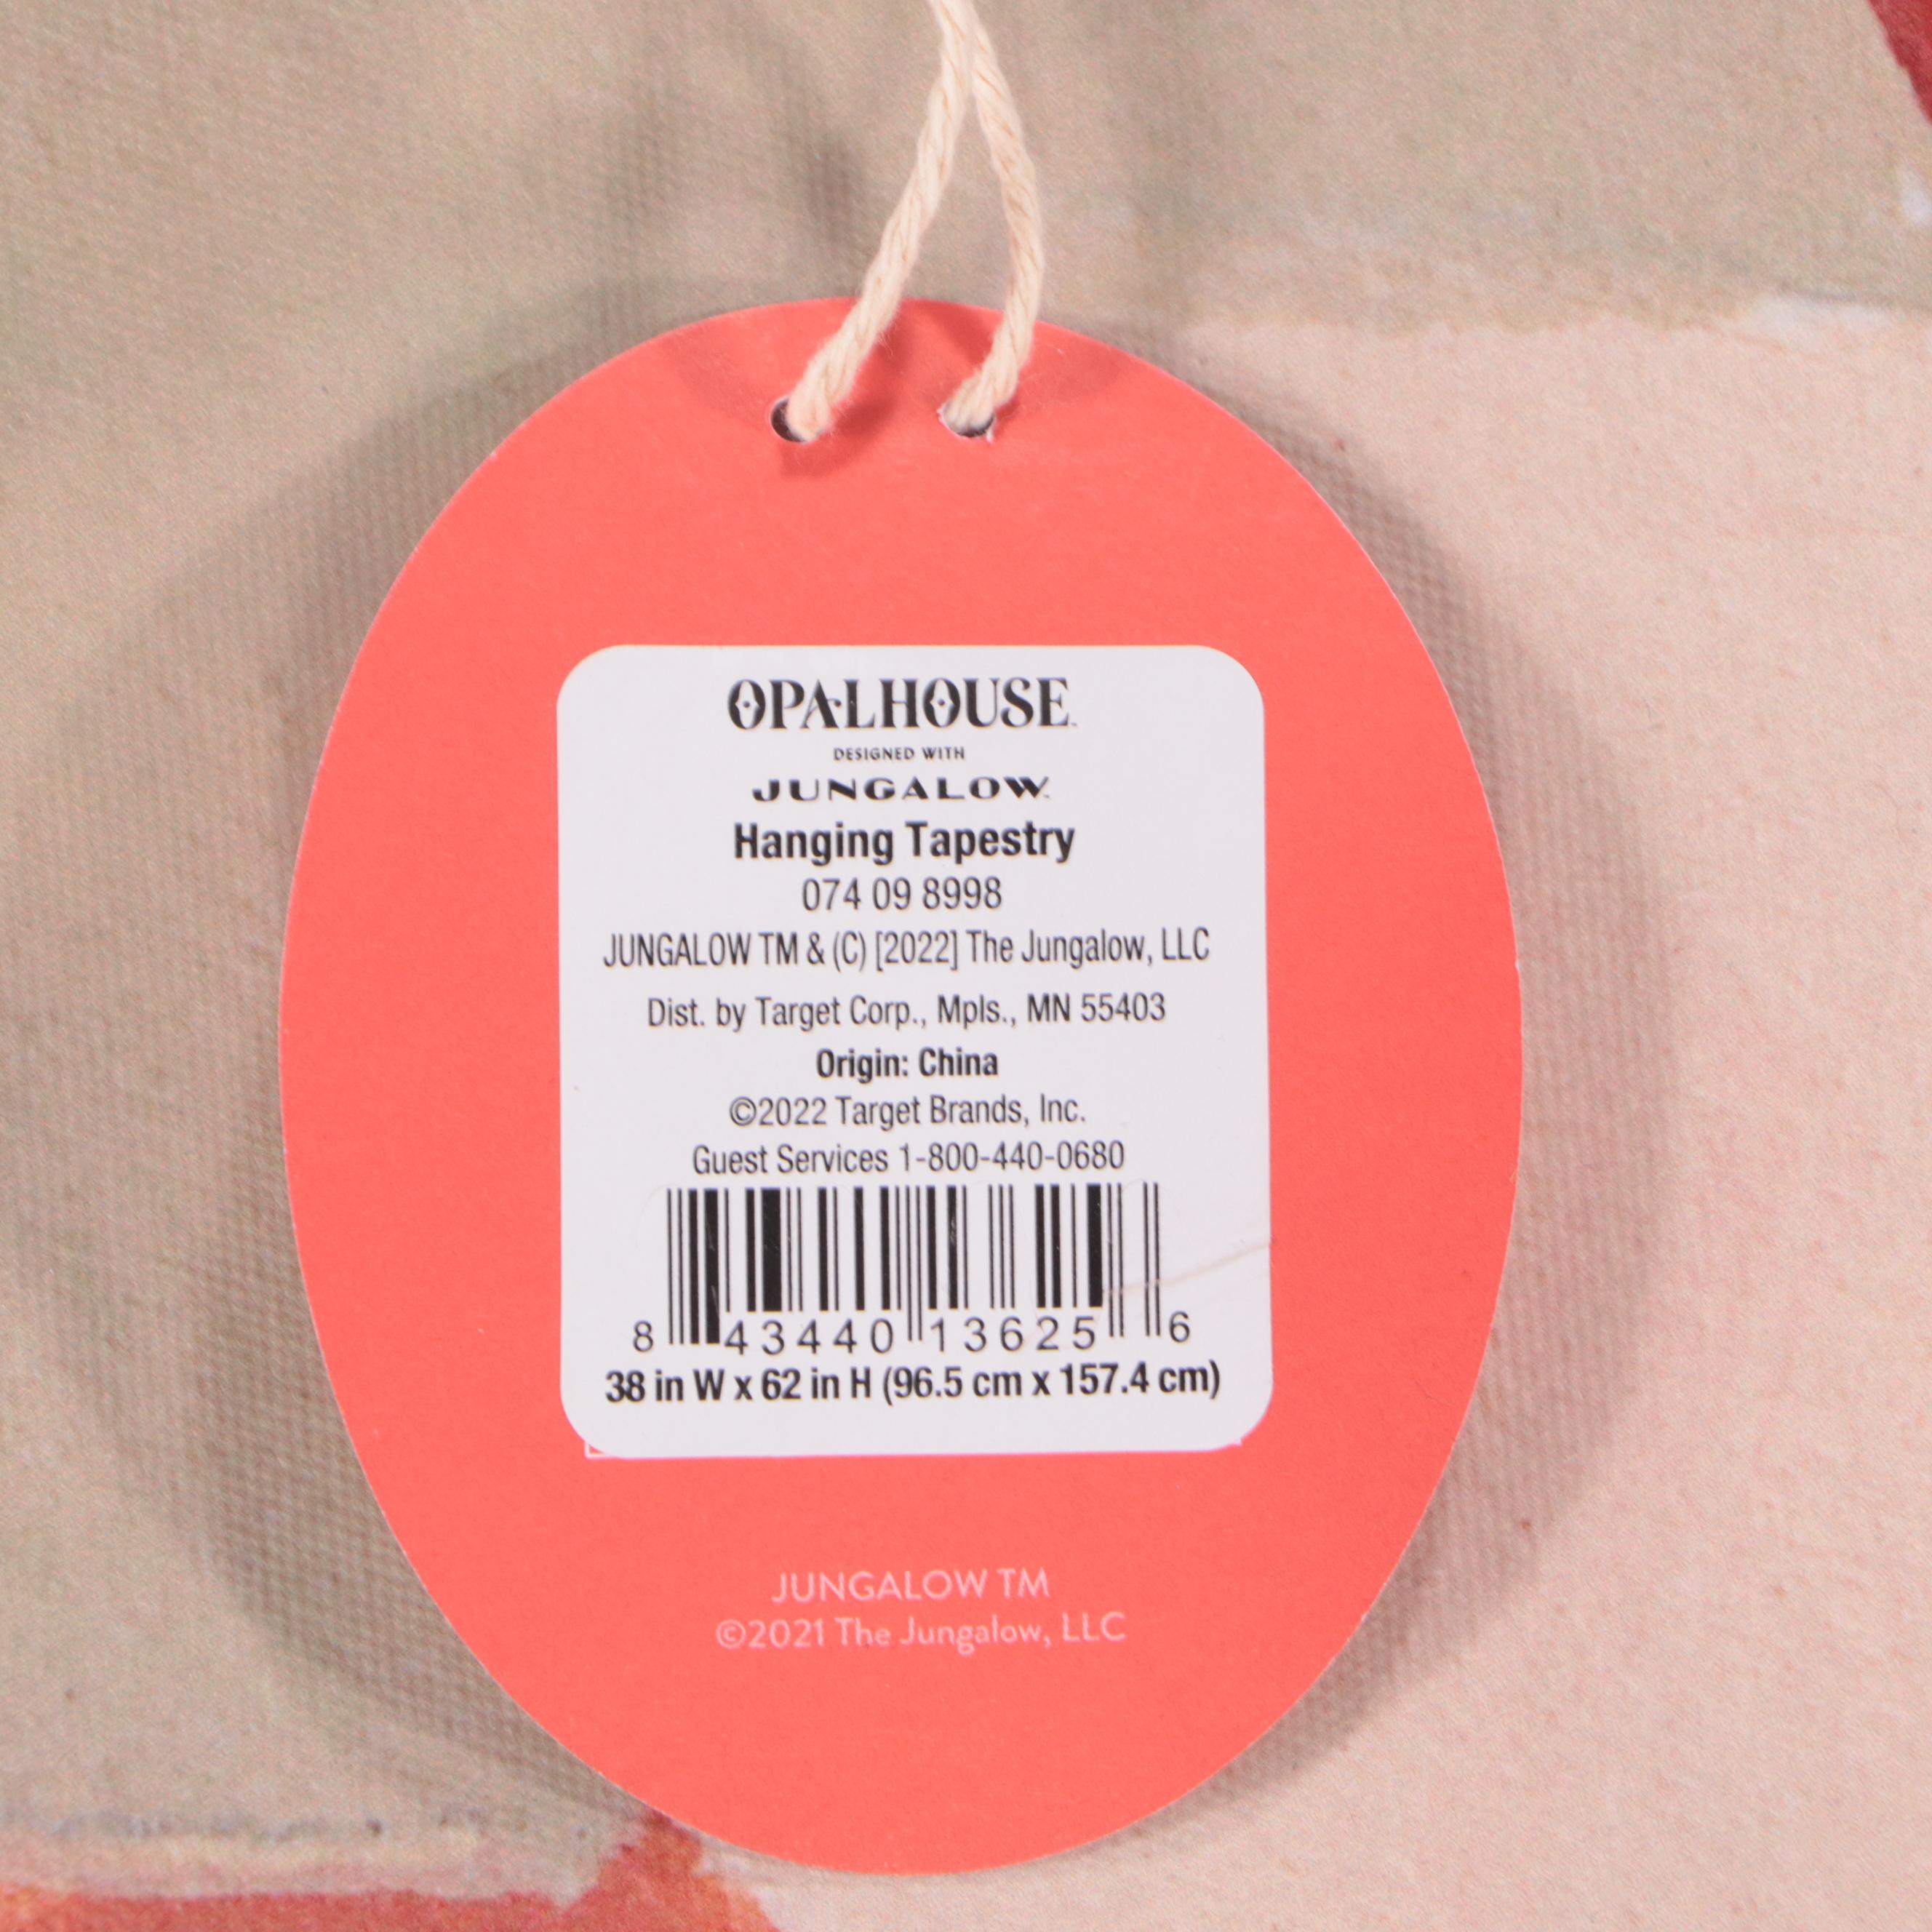 OPALHOUSE
DESIGNED WITH
JUNGALOW
Hanging Tapestry
074 09 8998
JUNGALOW TM & (C) [2022] The Jungalow, LLC
Dist. by Target Corp., Mpls., MN 55403
Origin: China
©2022 Target Brands, Inc.
Guest Services 1-800-440-0680
8 43440 13625 6
38 in W x 62 in H (96.5 cm x 157.4 cm)
JUNGALOW TM
©2021 The Jungalow, LLC